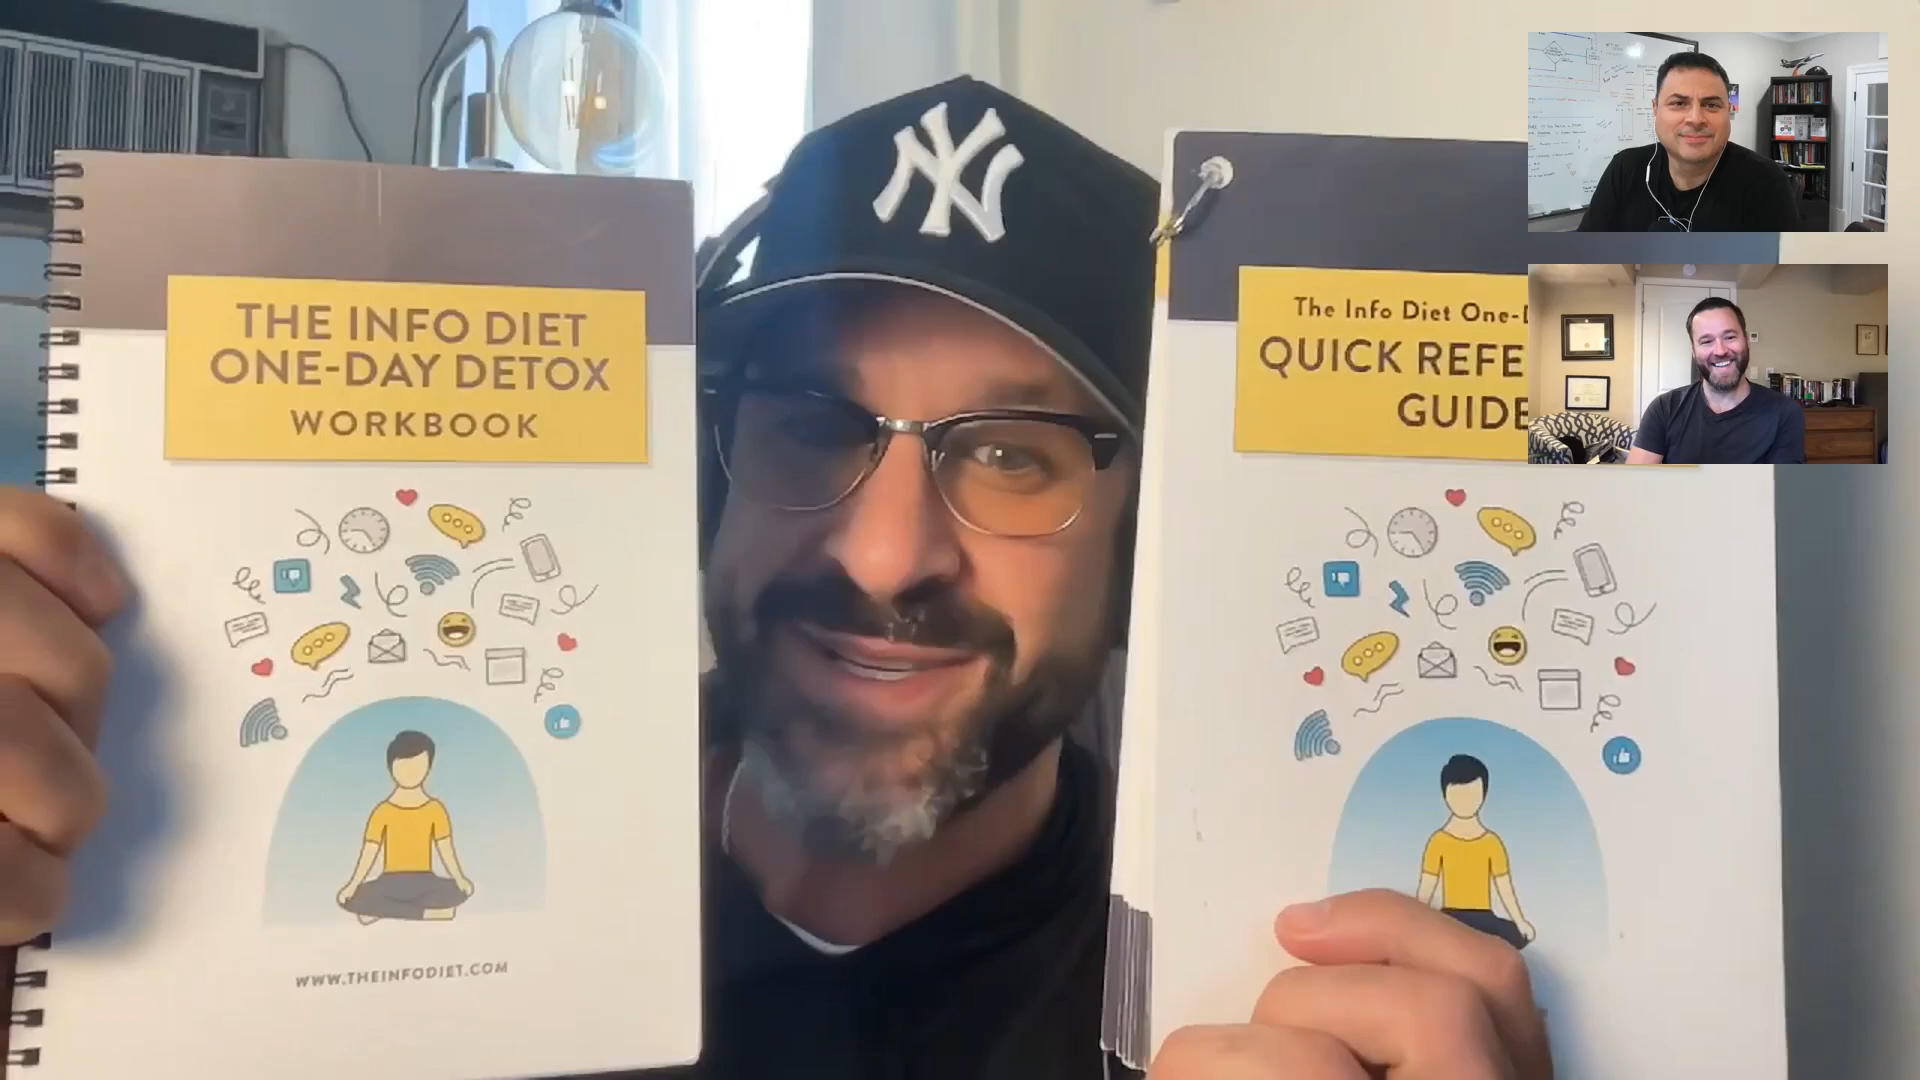 THE INFO DIET
ONE-DAY DETOX
WORKBOOK
WWW.THEINFODIET.COM
NY
The Info Diet One-
QUICK REFE
GUIDE